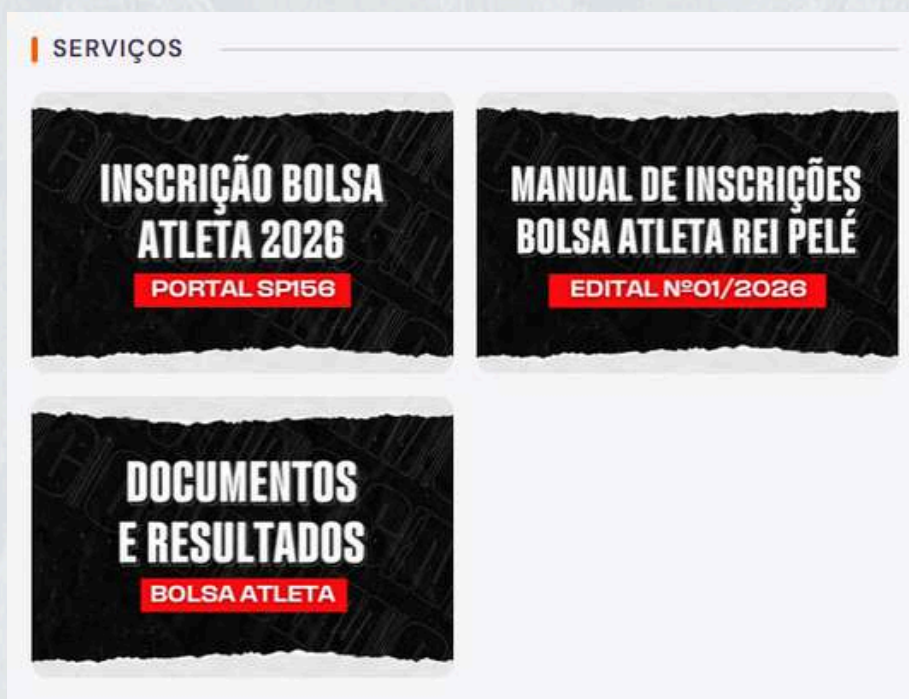 SERVIÇOS
INSCRIÇÃO BOLSA
ATLETA 2026
PORTAL SP156
MANUAL DE INSCRIÇÕES
BOLSA ATLETA REI PELÉ
EDITAL Nº01/2026
DOCUMENTOS
E RESULTADOS
BOLSA ATLETA